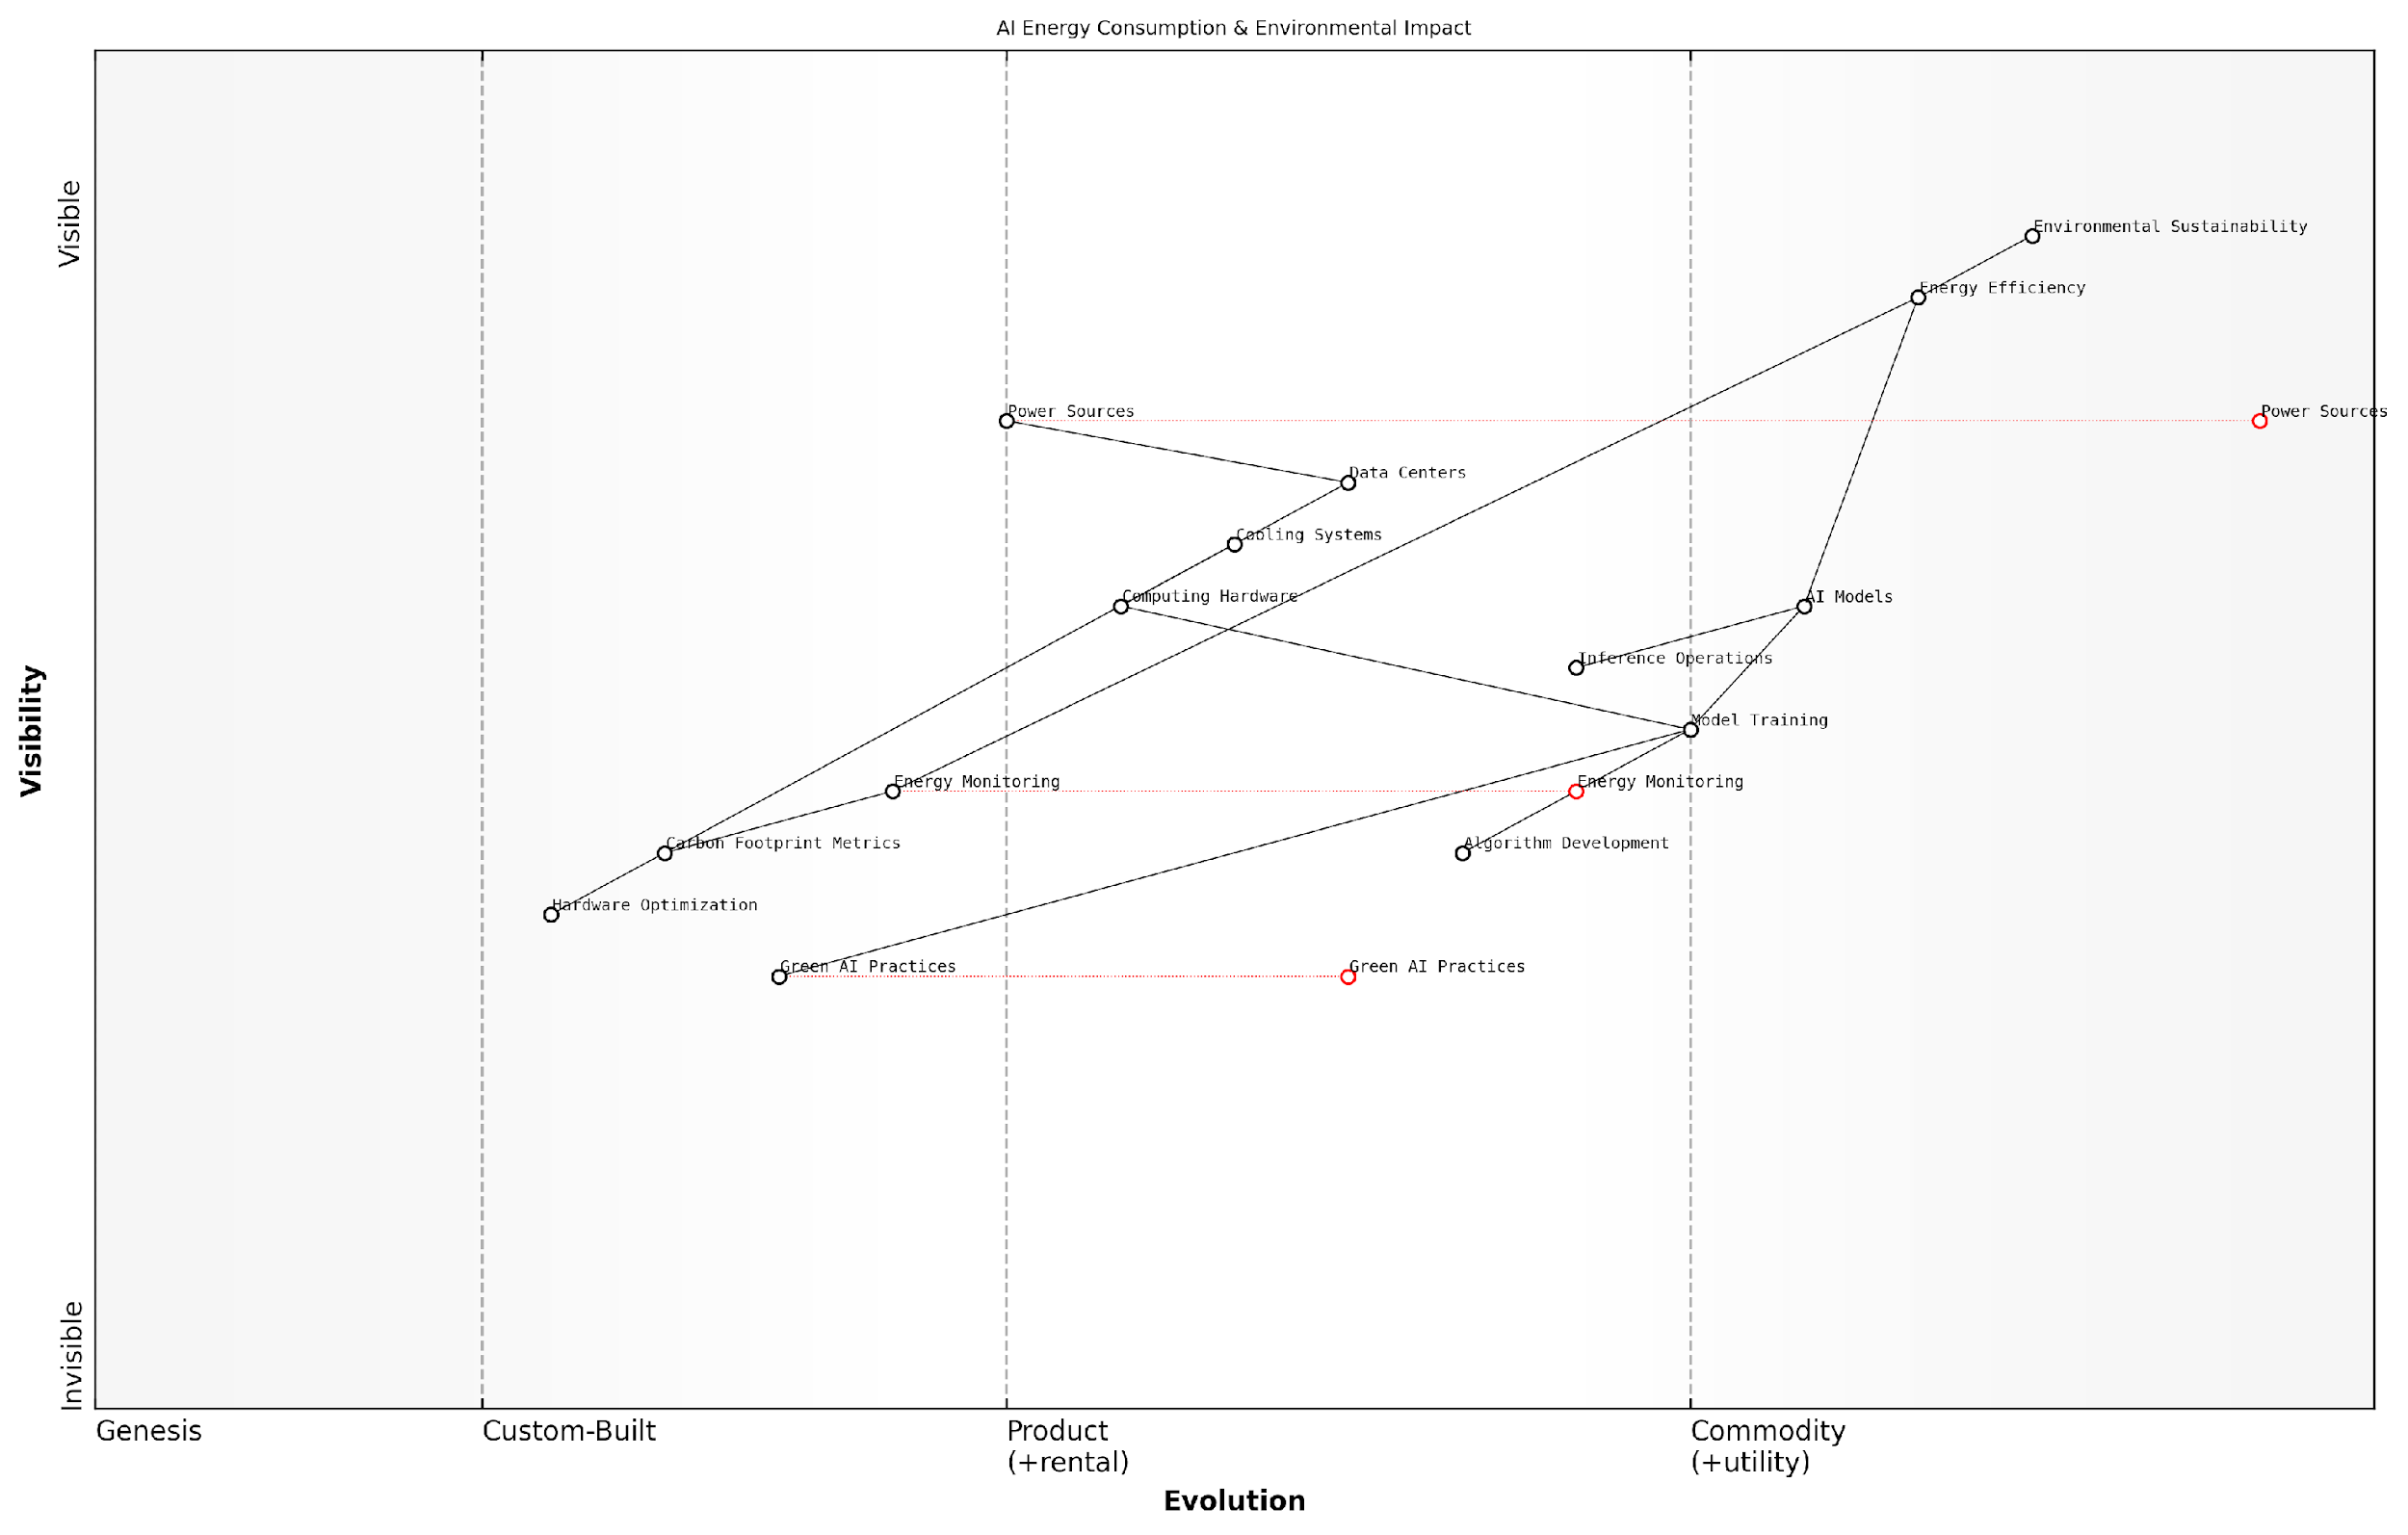 AI Energy Consumption & Environmental Impact
Visible
Environmental Sustainability
Energy Efficiency
Power Sources
Power Sources
Data Centers
Cooling Systems
Computing Hardware
AI Models
Inference Operations
Visibility
Model Training
Energy Monitoring
Energy Monitoring
Carbon Footprint Metrics
Algorithm Development
Hardware Optimization
Green AI Practices
Green AI Practices
Invisible
Genesis
Custom-Built
Product
(+rental)
Commodity
(+utility)
Evolution